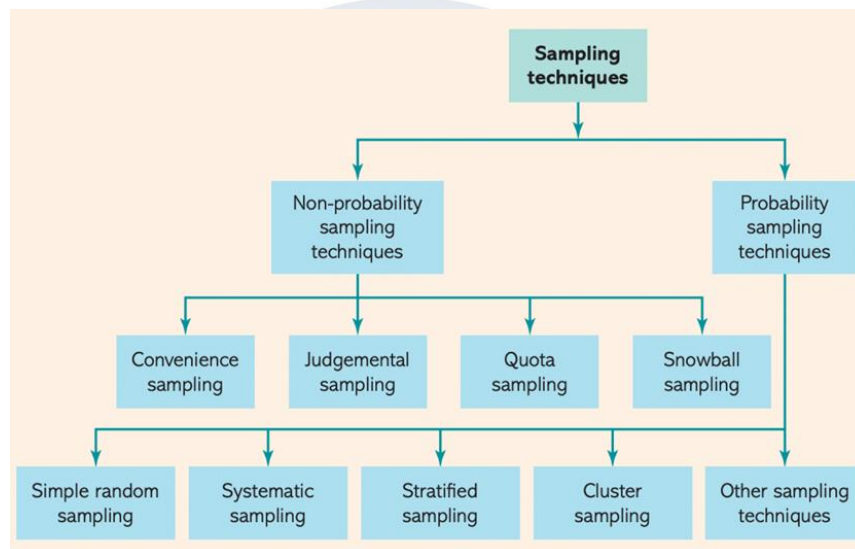 Sampling
techniques
Non-probability
sampling
techniques
Probability
sampling
techniques
Convenience
sampling
Judgemental
sampling
Quota
sampling
Snowball
sampling
Simple random
sampling
Systematic
sampling
Stratified
sampling
Cluster
sampling
Other sampling
techniques